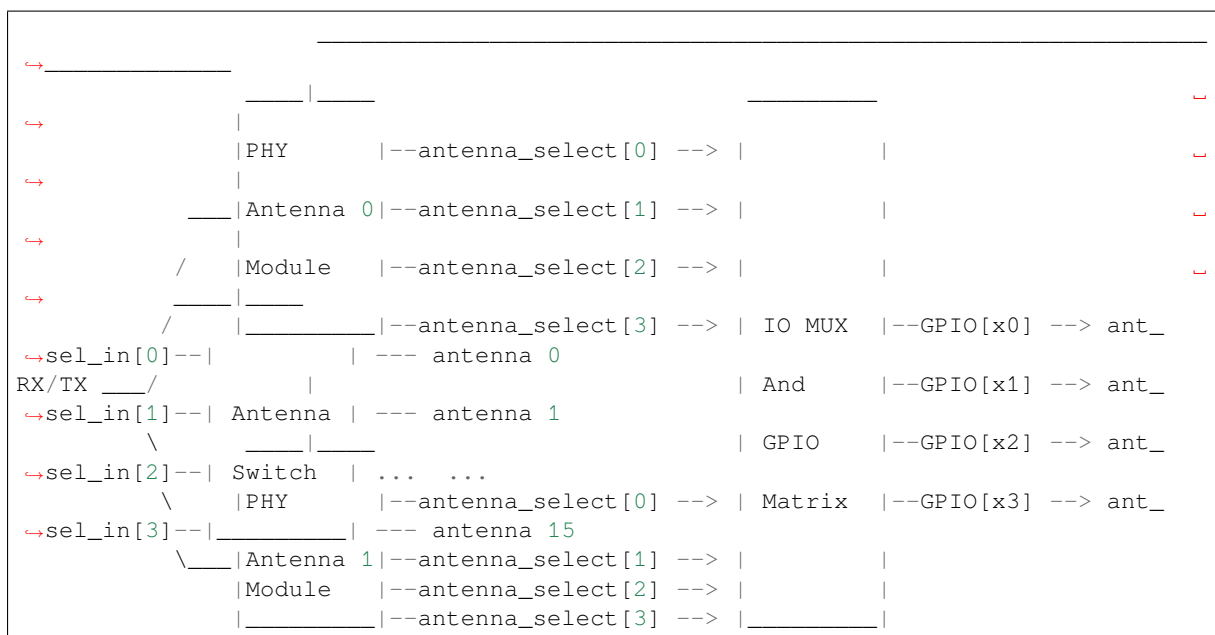 ______________________________________________________________
↪_____________
____|____ _________ ␣
↪ |
|PHY |--antenna_select[0] --> | | ␣
↪ |
___|Antenna 0|--antenna_select[1] --> | | ␣
↪ |
/ |Module |--antenna_select[2] --> | | ␣
↪ ____|____
/ |_________|--antenna_select[3] --> | IO MUX |--GPIO[x0] --> ant_
↪sel_in[0]--| | --- antenna 0
RX/TX ___/ | | And |--GPIO[x1] --> ant_
↪sel_in[1]--| Antenna | --- antenna 1
\ ____|____ | GPIO |--GPIO[x2] --> ant_
↪sel_in[2]--| Switch | ... ...
\ |PHY |--antenna_select[0] --> | Matrix |--GPIO[x3] --> ant_
↪sel_in[3]--|_________| --- antenna 15
\___|Antenna 1|--antenna_select[1] --> | |
|Module |--antenna_select[2] --> | |
|_________|--antenna_select[3] --> |_________|